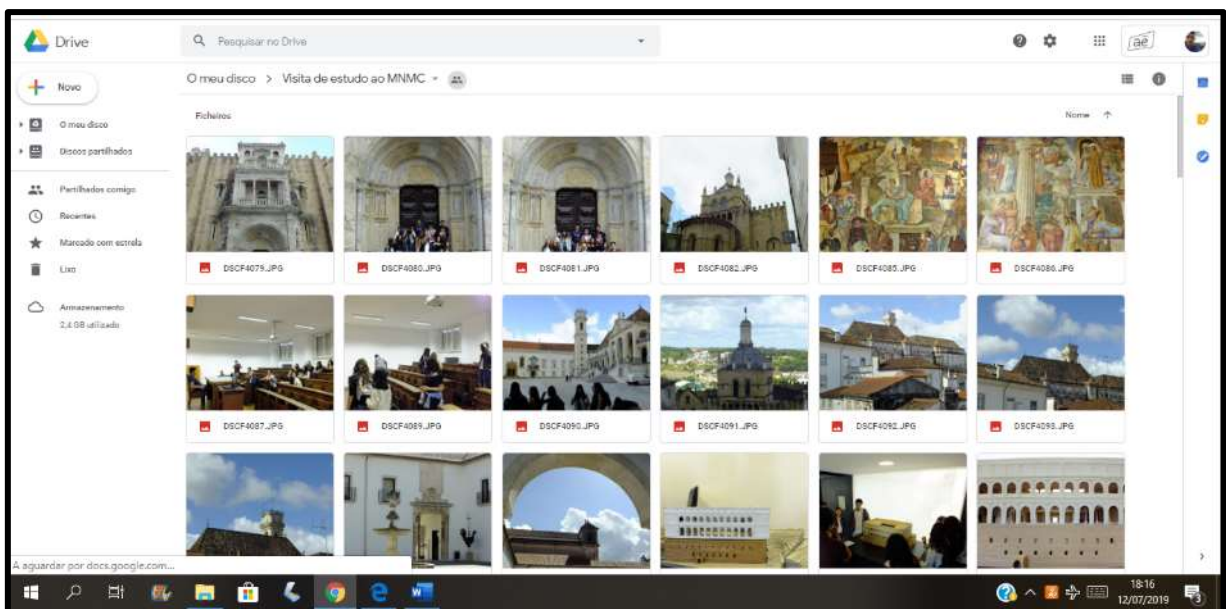 Drive
Pesquisar no Drive
Novo
O meu disco > Visita de estudo ao MNMC
O meu disco
Discos partilhados
Partilhados comigo
Recentes
Marcado com estrela
Lixo
Armazenamento
2,4 GB utilizado
Ficheiros
Nome
DSCF4079.JPG
DSCF4080.JPG
DSCF4081.JPG
DSCF4082.JPG
DSCF4085.JPG
DSCF4086.JPG
DSCF4087.JPG
DSCF4089.JPG
DSCF4090.JPG
DSCF4091.JPG
DSCF4092.JPG
DSCF4093.JPG
A aguardar por docs.google.com...
ae
18:16
12/07/2019
3